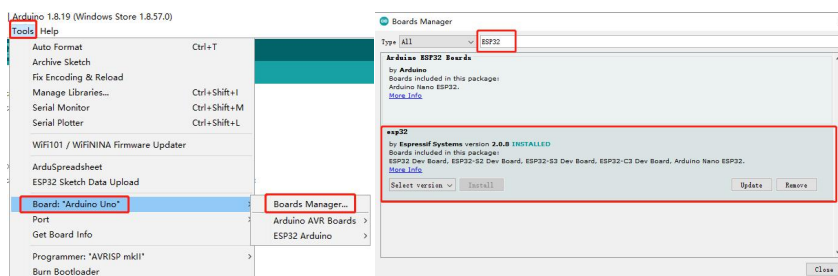 Arduino 1.8.19 (Windows Store 1.8.57.0)
Tools Help
Auto Format Ctrl+T
Archive Sketch
Fix Encoding & Reload
Manage Libraries... Ctrl+Shift+I
Serial Monitor Ctrl+Shift+M
Serial Plotter Ctrl+Shift+L
WiFi101 / WiFiNINA Firmware Updater
ArduSpreadsheet
ESP32 Sketch Data Upload
Board: "Arduino Uno"
Port
Get Board Info
Programmer: "AVRISP mkII"
Burn Bootloader
Boards Manager...
Arduino AVR Boards
ESP32 Arduino
Boards Manager
Type All ESP32
Arduino ESP32 Boards
by Arduino
Boards included in this package:
Arduino Nano ESP32.
More Info
esp32
by Espressif Systems version 2.0.8 INSTALLED
Boards included in this package:
ESP32 Dev Board, ESP32-S2 Dev Board, ESP32-S3 Dev Board, ESP32-C3 Dev Board, Arduino Nano ESP32.
More Info
Select version Install Update Remove
Close